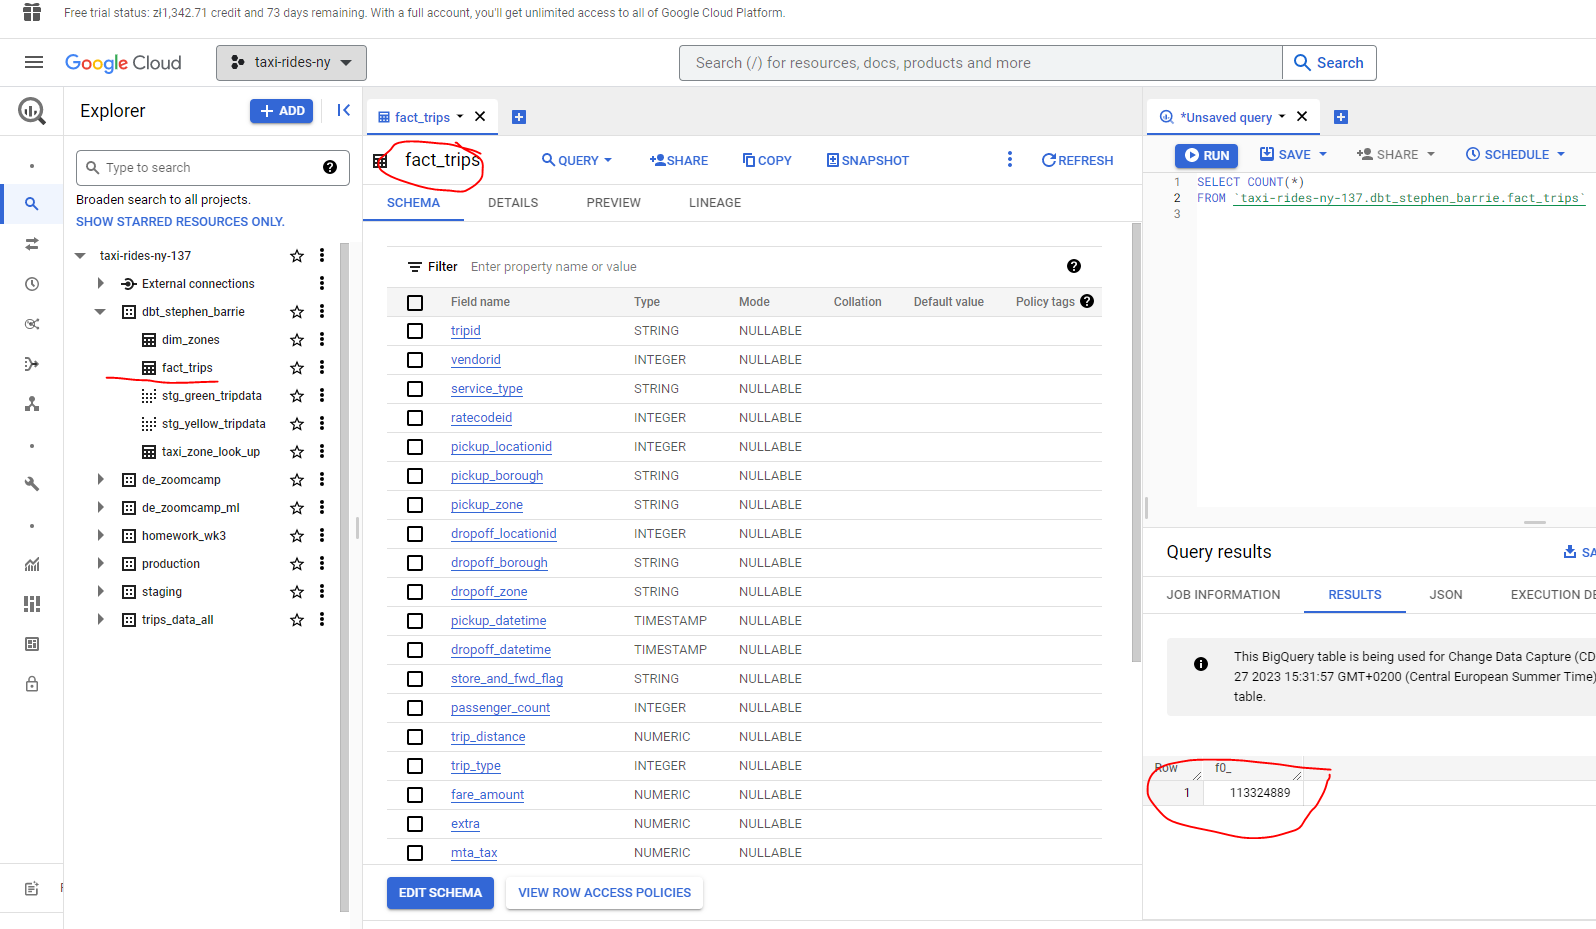 Free trial status: zł1,342.71 credit and 73 days remaining. With a full account, you'll get unlimited access to all of Google Cloud Platform.
Google Cloud
taxi-rides-ny
Search (/) for resources, docs, products and more
Search
Explorer
ADD
Type to search
Broaden search to all projects.
SHOW STARRED RESOURCES ONLY.
taxi-rides-ny-137
External connections
dbt_stephen_barrie
dim_zones
fact_trips
stg_green_tripdata
stg_yellow_tripdata
taxi_zone_look_up
de_zoomcamp
de_zoomcamp_ml
homework_wk3
production
staging
trips_data_all
fact_trips
fact_trips
QUERY
SHARE
COPY
SNAPSHOT
REFRESH
SCHEMA DETAILS PREVIEW LINEAGE
Filter Enter property name or value
Field name Type Mode Collation Default value Policy tags
tripid STRING NULLABLE
vendorid INTEGER NULLABLE
service_type STRING NULLABLE
ratecodeid INTEGER NULLABLE
pickup_locationid INTEGER NULLABLE
pickup_borough STRING NULLABLE
pickup_zone STRING NULLABLE
dropoff_locationid INTEGER NULLABLE
dropoff_borough STRING NULLABLE
dropoff_zone STRING NULLABLE
pickup_datetime TIMESTAMP NULLABLE
dropoff_datetime TIMESTAMP NULLABLE
store_and_fwd_flag STRING NULLABLE
passenger_count INTEGER NULLABLE
trip_distance NUMERIC NULLABLE
trip_type INTEGER NULLABLE
fare_amount NUMERIC NULLABLE
extra NUMERIC NULLABLE
mta_tax NUMERIC NULLABLE
EDIT SCHEMA VIEW ROW ACCESS POLICIES
*Unsaved query
RUN SAVE SHARE SCHEDULE
1 SELECT COUNT(*)
2 FROM `taxi-rides-ny-137.dbt_stephen_barrie.fact_trips`
3
Query results
SA
JOB INFORMATION RESULTS JSON EXECUTION DE
This BigQuery table is being used for Change Data Capture (CD
27 2023 15:31:57 GMT+0200 (Central European Summer Time)
table.
Row f0_
1 113324889